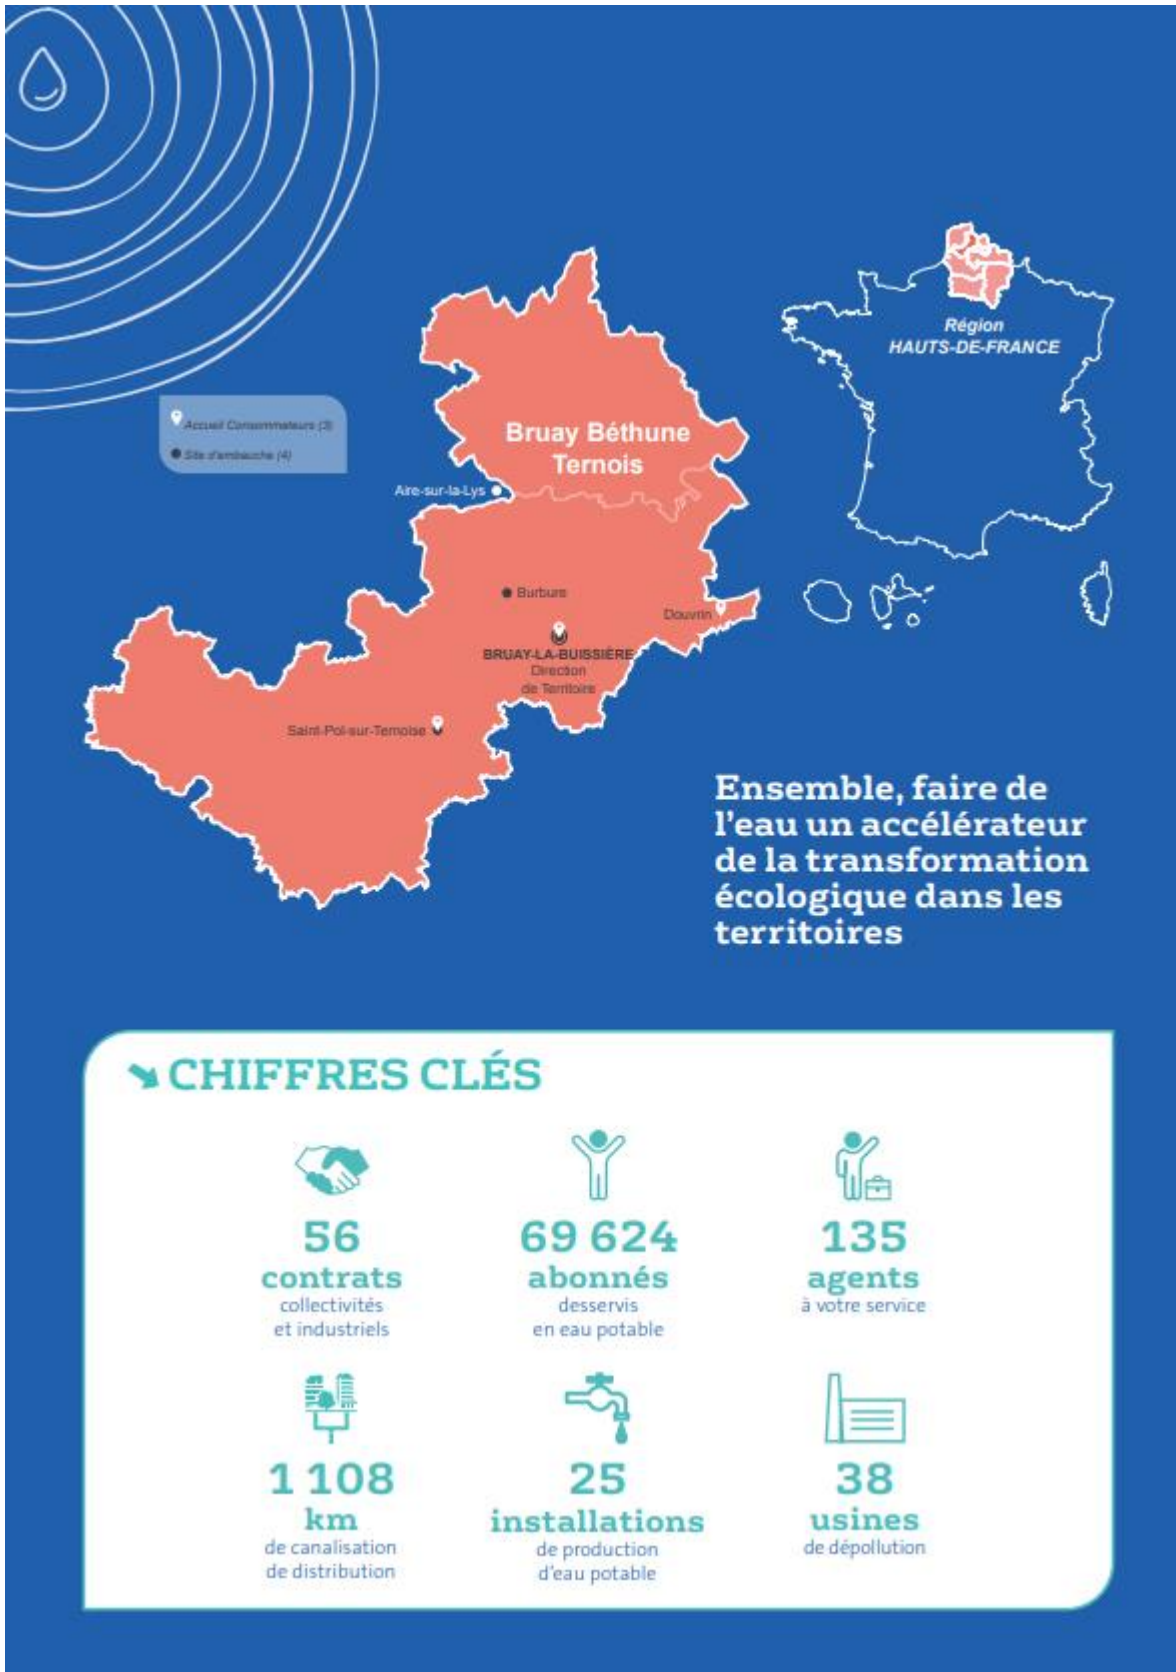 Région
HAUTS-DE-FRANCE
Accueil Consommateurs (3)
Site d'embauche (4)
Bruay Béthune
Ternois
Aire-sur-la-Lys
Burbure
Douvrin
BRUAY-LA-BUISSIÈRE
Direction
de Territoire
Saint-Pol-sur-Ternoise
Ensemble, faire de
l'eau un accélérateur
de la transformation
écologique dans les
territoires
CHIFFRES CLÉS
56
contrats
collectivités
et industriels
69 624
abonnés
desservis
en eau potable
135
agents
à votre service
1 108
km
de canalisation
de distribution
25
installations
de production
d'eau potable
38
usines
de dépollution